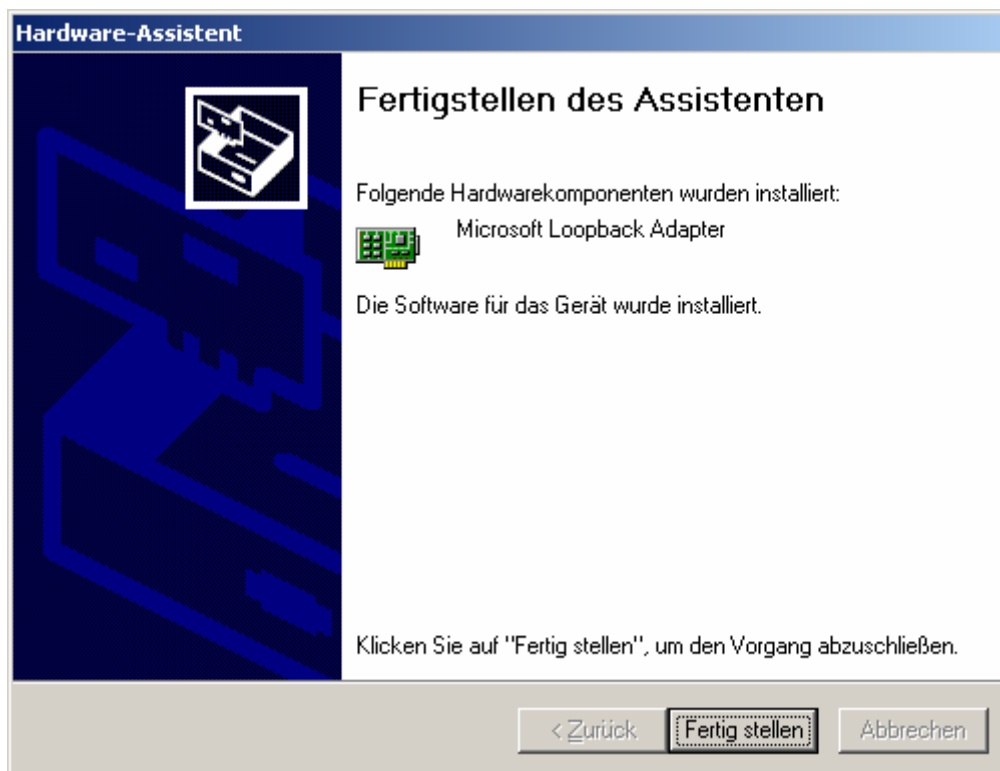 Hardware-Assistent
Fertigstellen des Assistenten
Folgende Hardwarekomponenten wurden installiert:
Microsoft Loopback Adapter
Die Software für das Gerät wurde installiert.
Klicken Sie auf "Fertig stellen", um den Vorgang abzuschließen.
< Zurück Fertig stellen Abbrechen